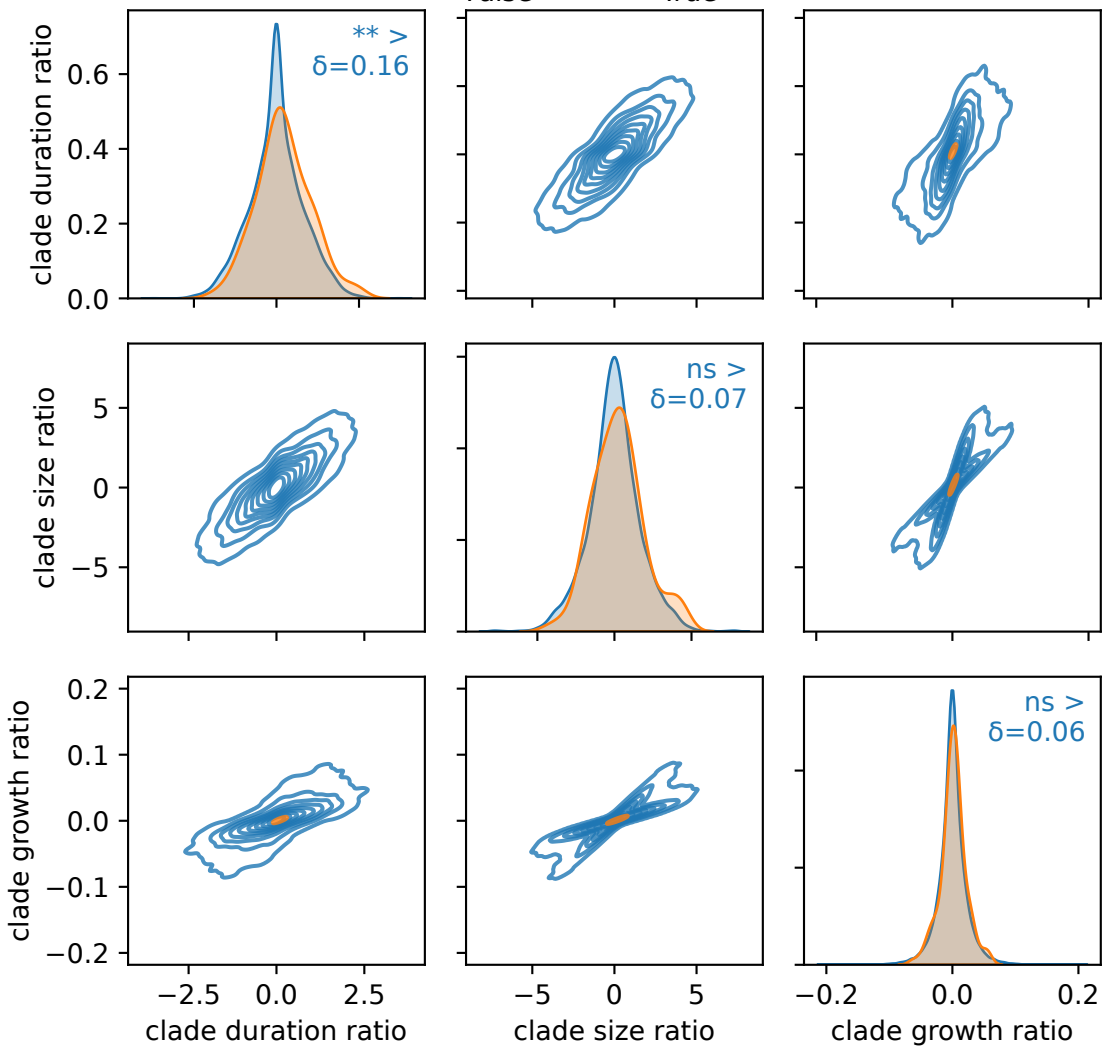 clade duration ratio
0.6
0.4
0.2
0.0
** >
δ=0.16
clade size ratio
5
0
−5
ns >
δ=0.07
clade growth ratio
0.2
0.1
0.0
−0.1
−0.2
ns >
δ=0.06
−2.5 0.0 2.5
−5 0 5
−0.2 0.0 0.2
clade duration ratio
clade size ratio
clade growth ratio